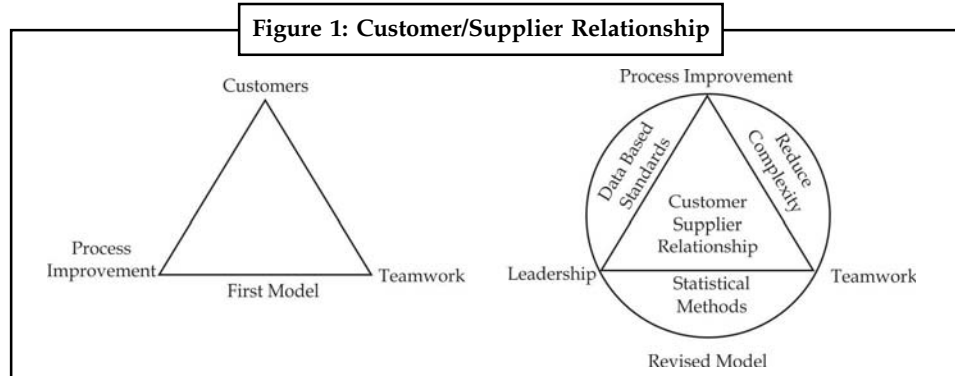 Figure 1: Customer/Supplier Relationship
Customers
Process
Improvement
Teamwork
First Model
Process Improvement
Data Based
Standards
Reduce
Complexity
Customer
Supplier
Relationship
Leadership
Teamwork
Statistical
Methods
Revised Model